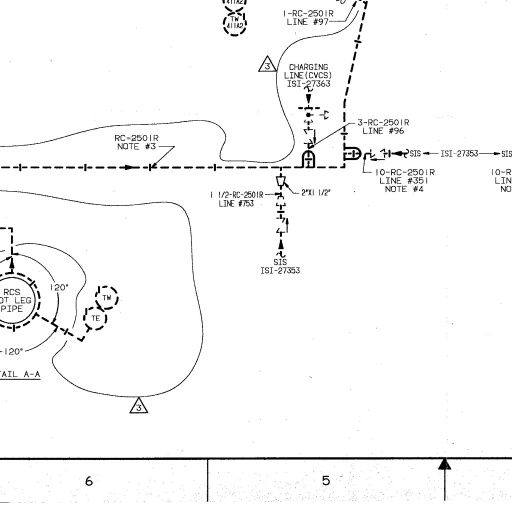 TW
411A2
1-RC-2501R
LINE #97
3
CHARGING
LINE(CVCS)
ISI-27363
RC-2501R
NOTE #3
3-RC-2501R
LINE #96
SIS
ISI-27353
SIS
10-RC-2501R
LINE #351
NOTE #4
10-R
LIN
NO
1 1/2-RC-2501R
LINE #753
2"X1 1/2"
SIS
ISI-27353
120°
RCS
OT LEG
PIPE
TW
TE
-120°
TAIL A-A
3
6
5